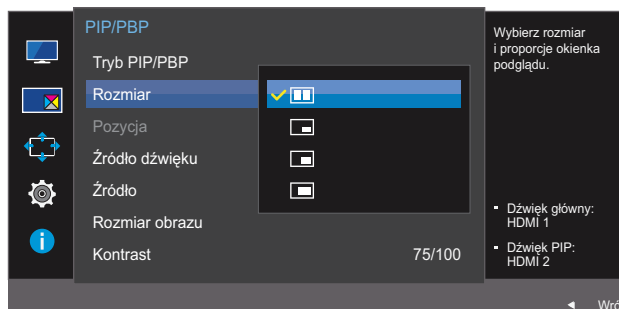 PIP/PBP
Tryb PIP/PBP
Rozmiar
Pozycja
Źródło dźwięku
Źródło
Rozmiar obrazu
Kontrast 75/100
Wybierz rozmiar
i proporcje okienka
podglądu.
Dźwięk główny:
HDMI 1
Dźwięk PIP:
HDMI 2